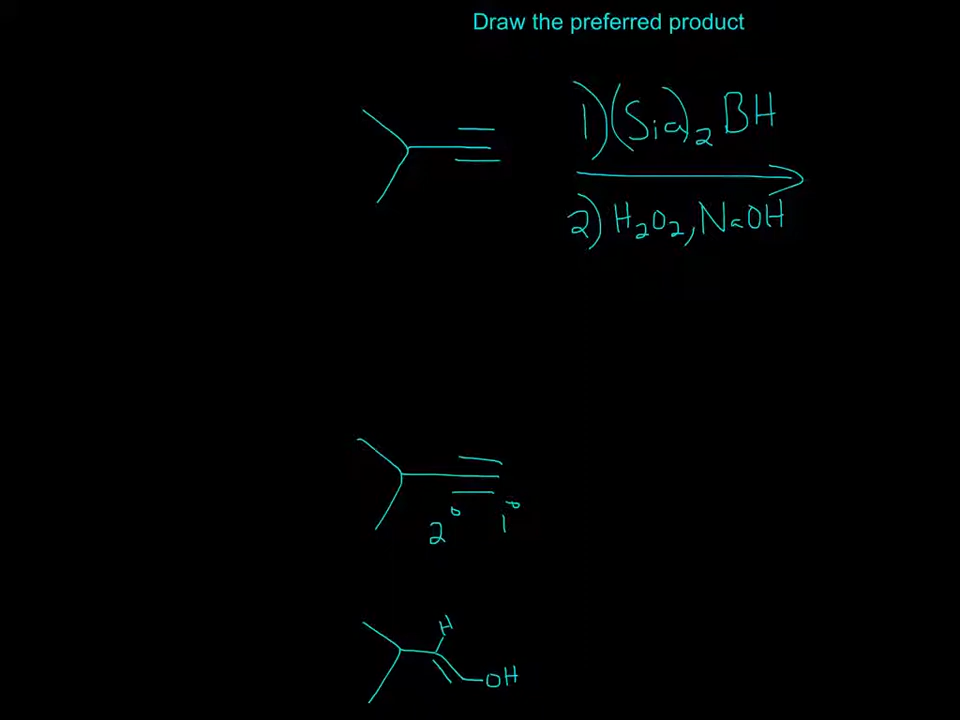 Draw the preferred product
1) (Sia)₂ BH
2) H₂O₂, NaOH
2° 1°
H
OH